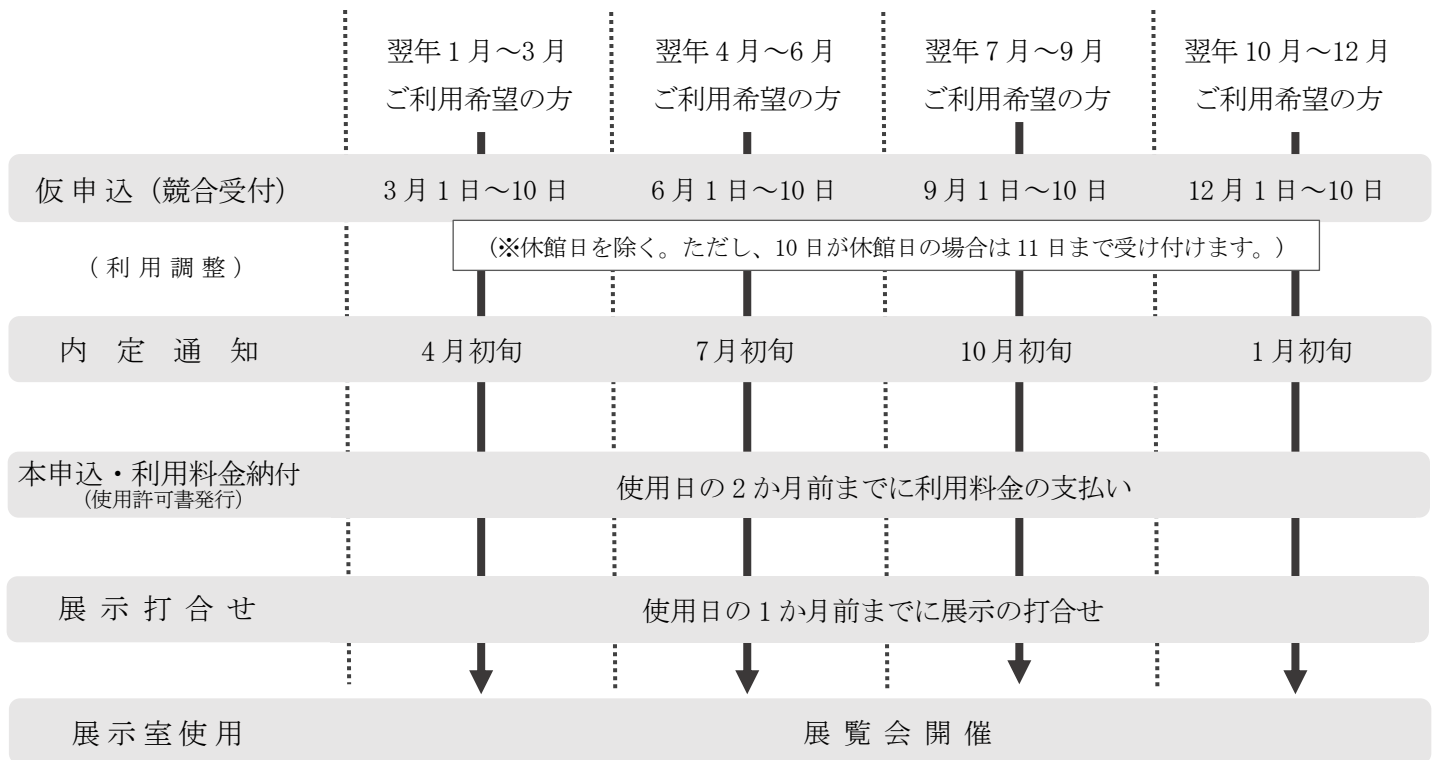 翌年1月～3月
ご利用希望の方
翌年4月～6月
ご利用希望の方
翌年7月～9月
ご利用希望の方
翌年10月～12月
ご利用希望の方
仮申込（競合受付） 3月1日～10日 6月1日～10日 9月1日～10日 12月1日～10日
（※休館日を除く。ただし、10日が休館日の場合は11日まで受け付けます。）
（利用調整）
内定通知 4月初旬 7月初旬 10月初旬 1月初旬
本申込・利用料金納付
（使用許可書発行）
使用日の2か月前までに利用料金の支払い
展示打合せ 使用日の1か月前までに展示の打合せ
展示室使用 展覧会開催